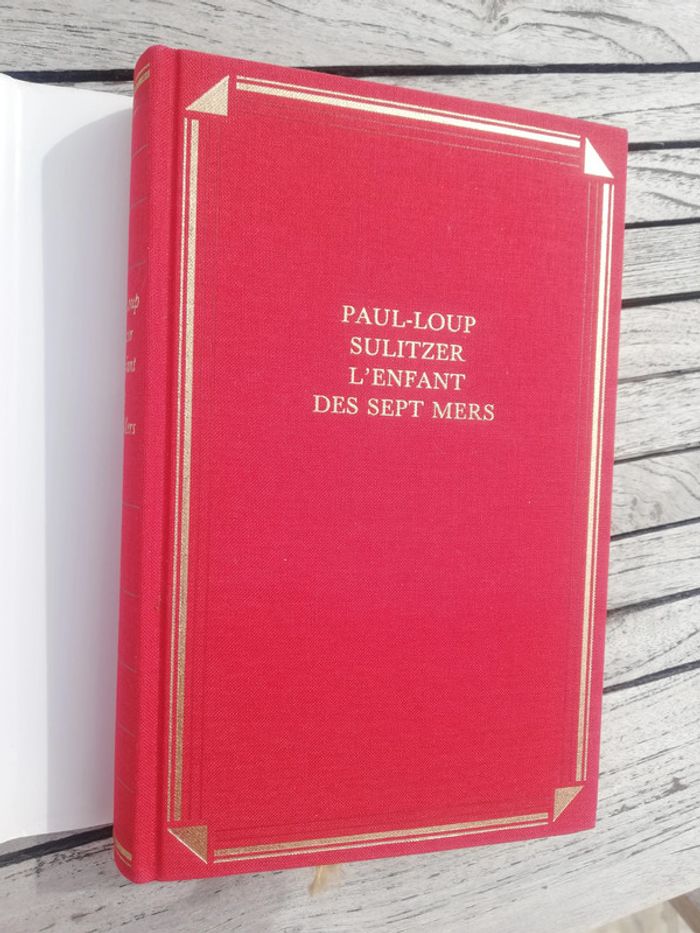 PAUL-LOUP
SULITZER
L'ENFANT
DES SEPT MERS